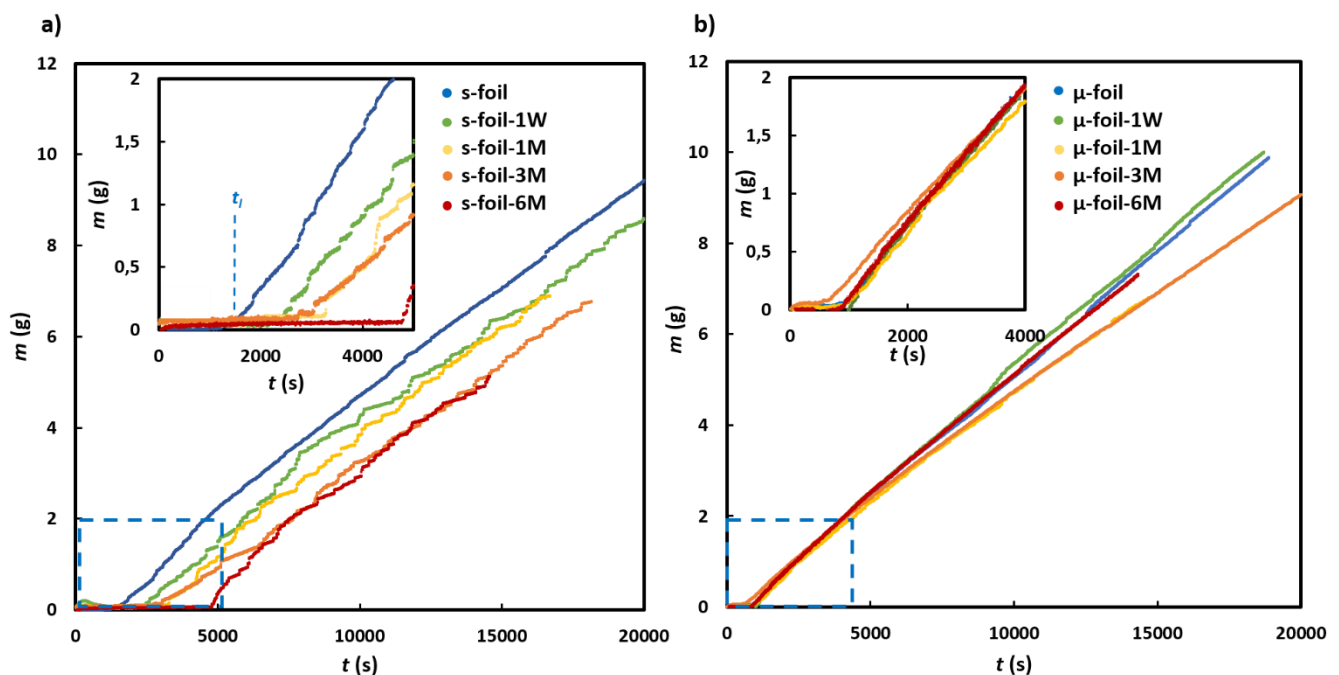 a)
12
10
8
6
4
2
0
m (g)
0
5000
10000
15000
20000
t (s)
2
1,5
1
0,5
0
m (g)
0
2000
4000
t (s)
tl
s-foil
s-foil-1W
s-foil-1M
s-foil-3M
s-foil-6M
b)
12
10
8
6
4
2
0
m (g)
0
5000
10000
15000
20000
t (s)
2
1,5
1
0,5
0
m (g)
0
2000
4000
t (s)
μ-foil
μ-foil-1W
μ-foil-1M
μ-foil-3M
μ-foil-6M